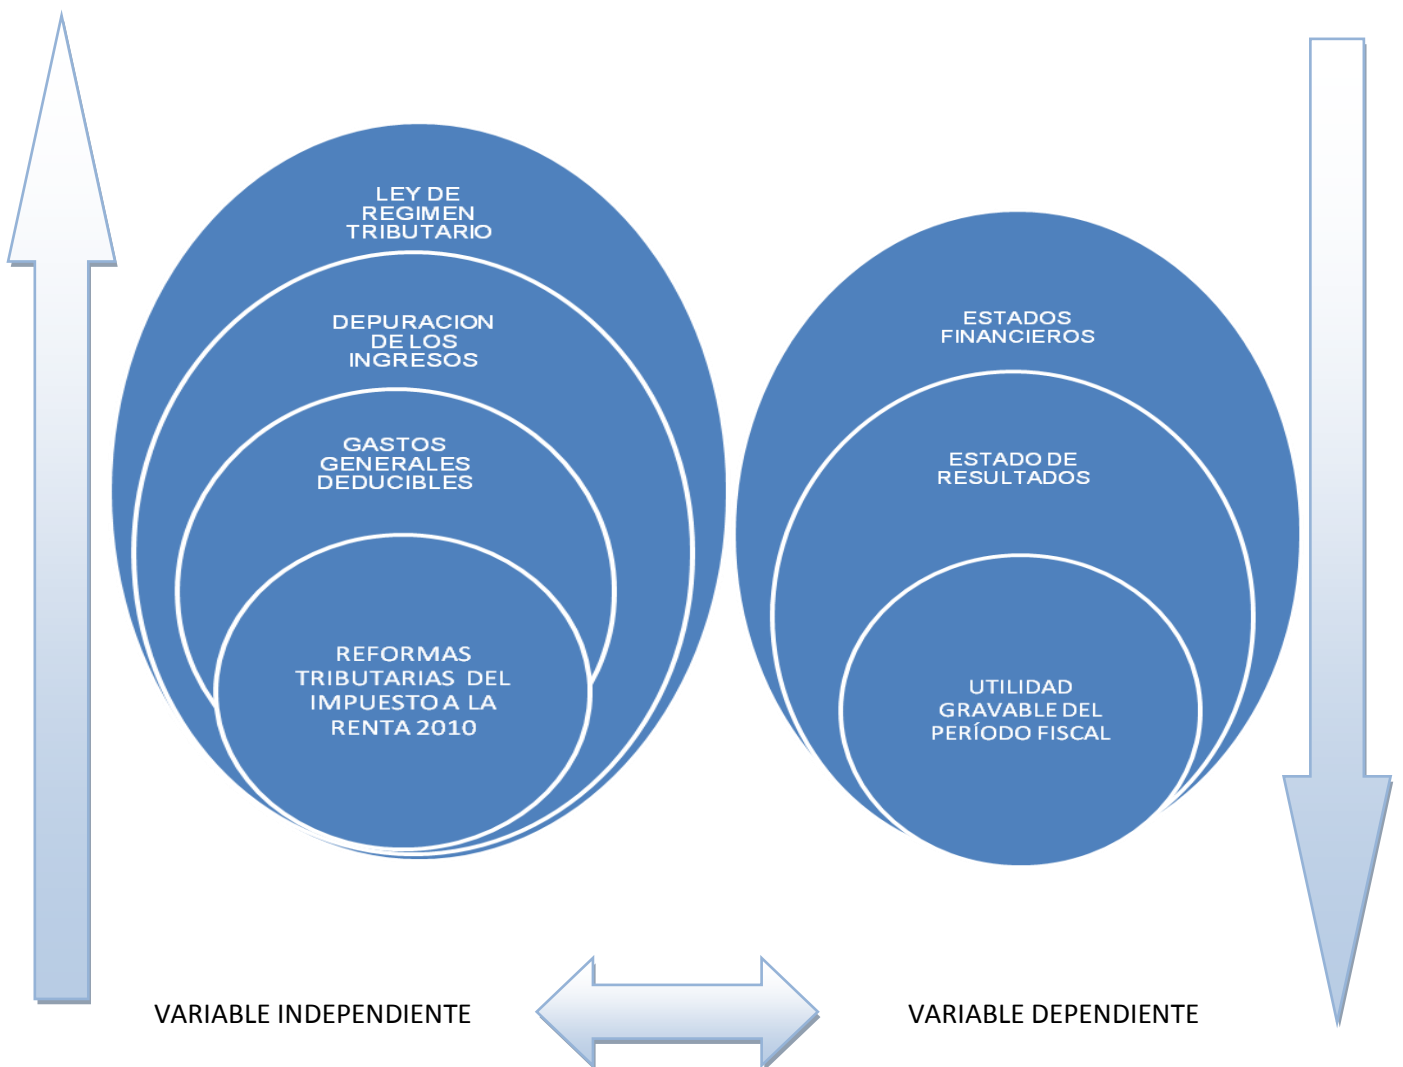 LEY DE
REGIMEN
TRIBUTARIO
DEPURACION
DE LOS
INGRESOS
GASTOS
GENERALES
DEDUCIBLES
REFORMAS
TRIBUTARIAS DEL
IMPUESTO A LA
RENTA 2010
ESTADOS
FINANCIEROS
ESTADO DE
RESULTADOS
UTILIDAD
GRAVABLE DEL
PERÍODO FISCAL
VARIABLE INDEPENDIENTE
VARIABLE DEPENDIENTE